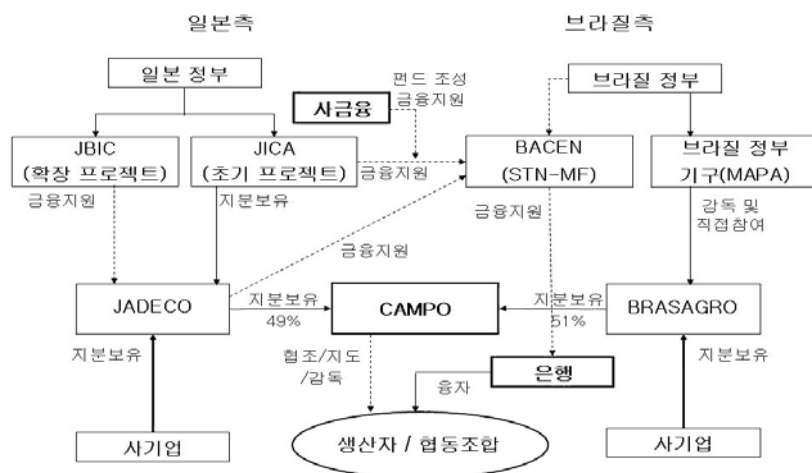 일본측
브라질측
일본 정부
펀드 조성
금융지원
브라질 정부
사금융
JBIC
(확장 프로젝트)
JICA
(초기 프로젝트)
BACEN
(STN-MF)
브라질 정부
기구(MAPA)
금융지원
지분보유
금융지원
금융지원
감독 및
직접참여
금융지원
JADECO
지분보유
49%
CAMPO
지분보유
51%
BRASAGRO
지분보유
협조/지도
/감독
은행
지분보유
융자
생산자 / 협동조합
사기업
사기업